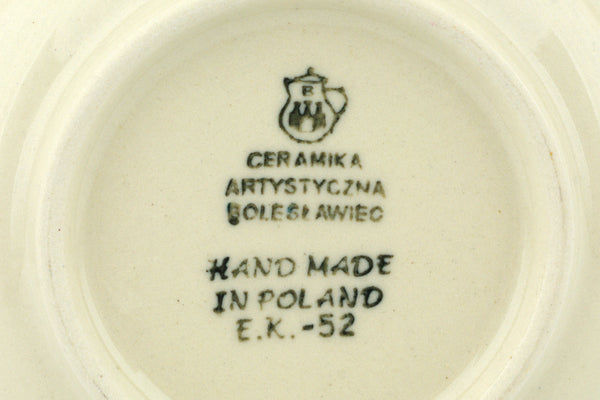 B
CERAMIKA
ARTYSTYCZNA
BOLESŁAWIEC
HAND MADE
IN POLAND
E.K.-52